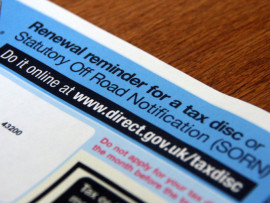 Renewal reminder for a tax disc or
Statutory Off Road Notification (SORN)
Do it online at www.direct.gov.uk/taxdisc
43200
Do not apply for your tax
the month before the
Tax